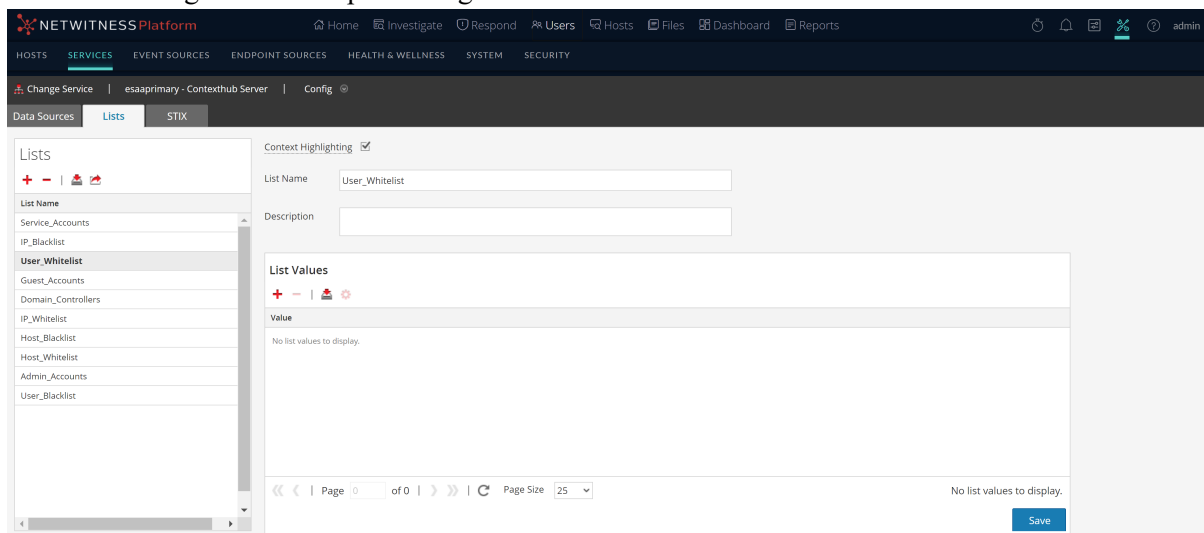 NETWITNESS Platform Home Investigate Respond Users Hosts Files Dashboard Reports admin
HOSTS SERVICES EVENT SOURCES ENDPOINT SOURCES HEALTH & WELLNESS SYSTEM SECURITY
Change Service | esaaprimary - Contexthub Server | Config
Data Sources Lists STIX
Lists
List Name
Service_Accounts
IP_Blacklist
User_Whitelist
Guest_Accounts
Domain_Controllers
IP_Whitelist
Host_Blacklist
Host_Whitelist
Admin_Accounts
User_Blacklist
Context Highlighting
List Name User_Whitelist
Description
List Values
Value
No list values to display.
Page 0 of 0 | Page Size 25 No list values to display.
Save